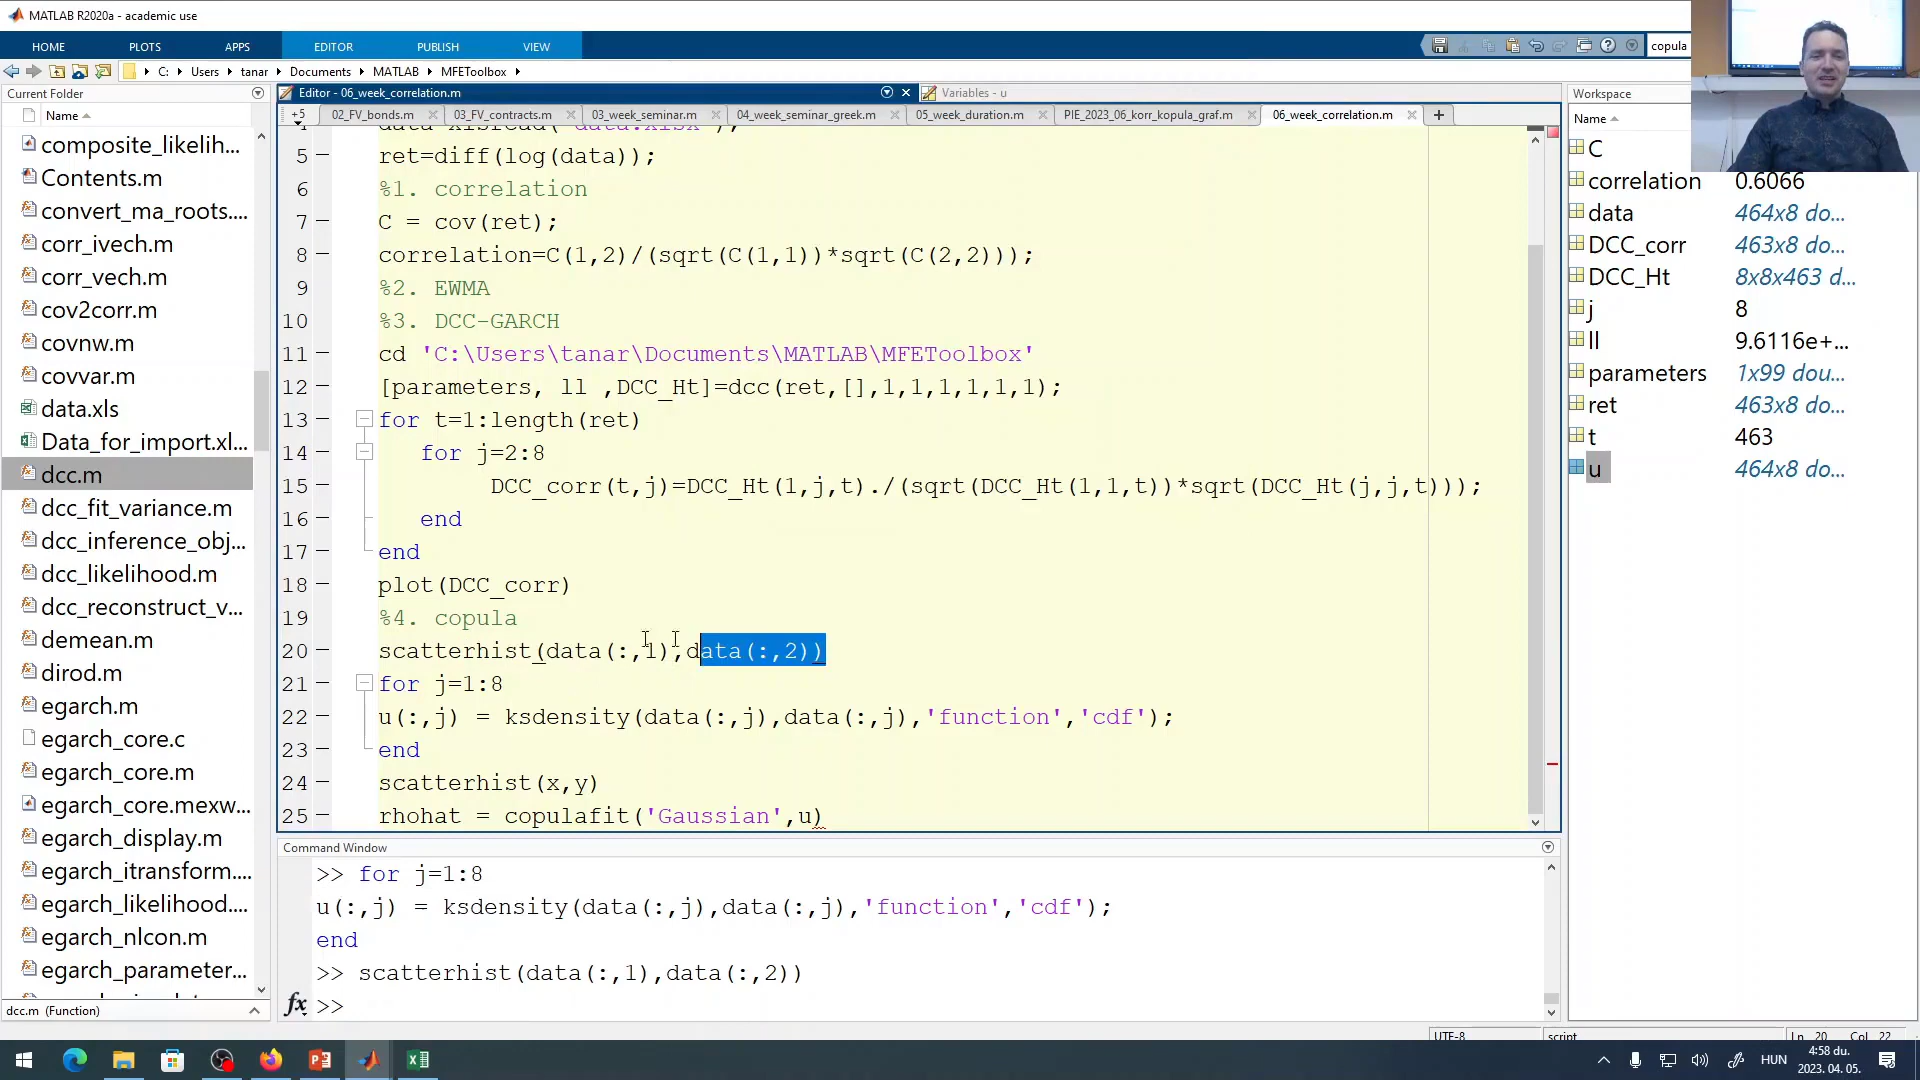 MATLAB R2020a - academic use
HOME PLOTS APPS EDITOR PUBLISH VIEW
copula
C: Users tanar Documents MATLAB MFEToolbox
Current Folder
Name
composite_likelih...
Contents.m
convert_ma_roots....
corr_ivech.m
corr_vech.m
cov2corr.m
covnw.m
covvar.m
data.xls
Data_for_import.xl...
dcc.m
dcc_fit_variance.m
dcc_inference_obj...
dcc_likelihood.m
dcc_reconstruct_v...
demean.m
dirod.m
egarch.m
egarch_core.c
egarch_core.m
egarch_core.mexw...
egarch_display.m
egarch_itransform....
egarch_likelihood....
egarch_nlcon.m
egarch_parameter...
dcc.m (Function)
Editor - 06_week_correlation.m
Variables - u
+5 02_FV_bonds.m 03_FV_contracts.m 03_week_seminar.m 04_week_seminar_greek.m 05_week_duration.m PIE_2023_06_korr_kopula_graf.m 06_week_correlation.m
5 ret=diff(log(data));
6 %1. correlation
7 C = cov(ret);
8 correlation=C(1,2)/(sqrt(C(1,1))*sqrt(C(2,2)));
9 %2. EWMA
10 %3. DCC-GARCH
11 cd 'C:\Users\tanar\Documents\MATLAB\MFEToolbox'
12 [parameters, ll ,DCC_Ht]=dcc(ret,[],1,1,1,1,1,1);
13 for t=1:length(ret)
14 for j=2:8
15 DCC_corr(t,j)=DCC_Ht(1,j,t)./(sqrt(DCC_Ht(1,1,t))*sqrt(DCC_Ht(j,j,t)));
16 end
17 end
18 plot(DCC_corr)
19 %4. copula
20 scatterhist(data(:,1),data(:,2))
21 for j=1:8
22 u(:,j) = ksdensity(data(:,j),data(:,j),'function','cdf');
23 end
24 scatterhist(x,y)
25 rhohat = copulafit('Gaussian',u)
Command Window
>> for j=1:8
u(:,j) = ksdensity(data(:,j),data(:,j),'function','cdf');
end
>> scatterhist(data(:,1),data(:,2))
fx >>
Workspace
Name
C
correlation 0.6066
data 464x8 do...
DCC_corr 463x8 do...
DCC_Ht 8x8x463 d...
j 8
ll 9.6116e+...
parameters 1x99 dou...
ret 463x8 do...
t 463
u 464x8 do...
UTF-8 script Ln 20 Col 22
HUN
4:58 du.
2023. 04. 05.